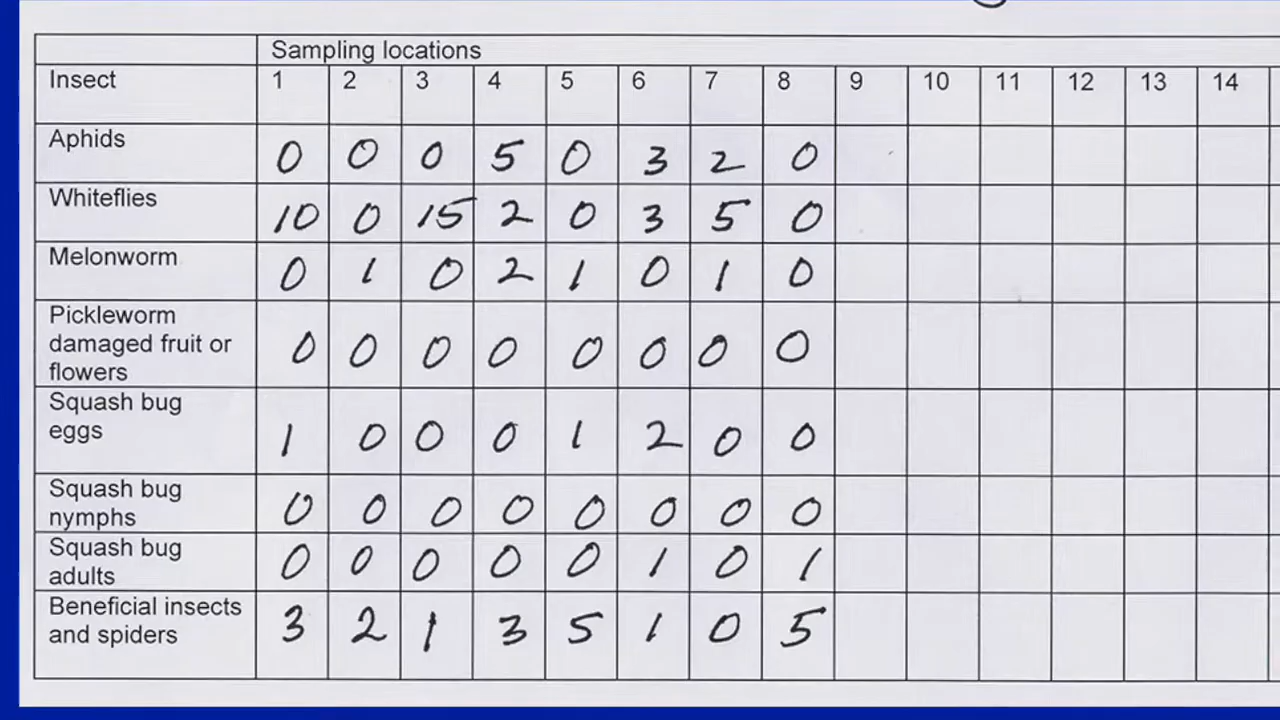 Sampling locations
Insect 1 2 3 4 5 6 7 8 9 10 11 12 13 14
Aphids 0 0 0 5 0 3 2 0
Whiteflies 10 0 15 2 0 3 5 0
Melonworm 0 1 0 2 1 0 1 0
Pickleworm
damaged fruit or
flowers 0 0 0 0 0 0 0 0
Squash bug
eggs 1 0 0 0 1 2 0 0
Squash bug
nymphs 0 0 0 0 0 0 0 0
Squash bug
adults 0 0 0 0 0 1 0 1
Beneficial insects
and spiders 3 2 1 3 5 1 0 5